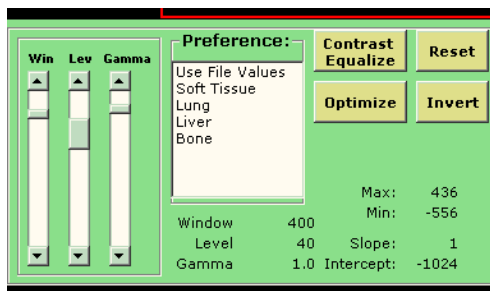 Win Lev Gamma
Preference:
Use File Values
Soft Tissue
Lung
Liver
Bone
Contrast Equalize
Reset
Optimize
Invert
Window 400
Level 40
Gamma 1.0
Max: 436
Min: -556
Slope: 1
Intercept: -1024